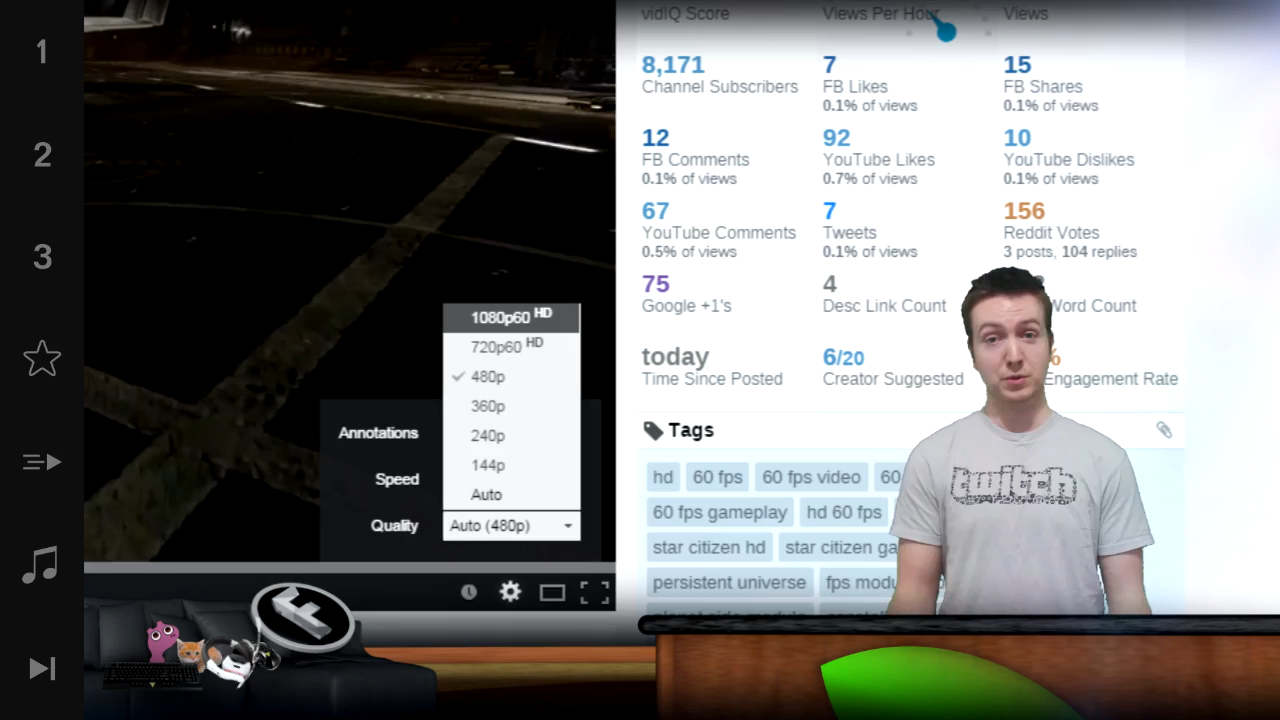 1
2
3
vidIQ Score
Views Per Hour
Views
8,171
Channel Subscribers
7
FB Likes
0.1% of views
15
FB Shares
0.1% of views
12
FB Comments
0.1% of views
92
YouTube Likes
0.7% of views
10
YouTube Dislikes
0.1% of views
67
YouTube Comments
0.5% of views
7
Tweets
0.1% of views
156
Reddit Votes
3 posts, 104 replies
75
Google +1's
4
Desc Link Count
Word Count
today
Time Since Posted
6/20
Creator Suggested
%
Engagement Rate
Tags
hd 60 fps 60 fps video 60
60 fps gameplay hd 60 fps
star citizen hd star citizen ga
persistent universe fps modu
1080p60 HD
720p60 HD
480p
360p
240p
144p
Auto
Annotations
Speed
Quality Auto (480p)
twitch
F